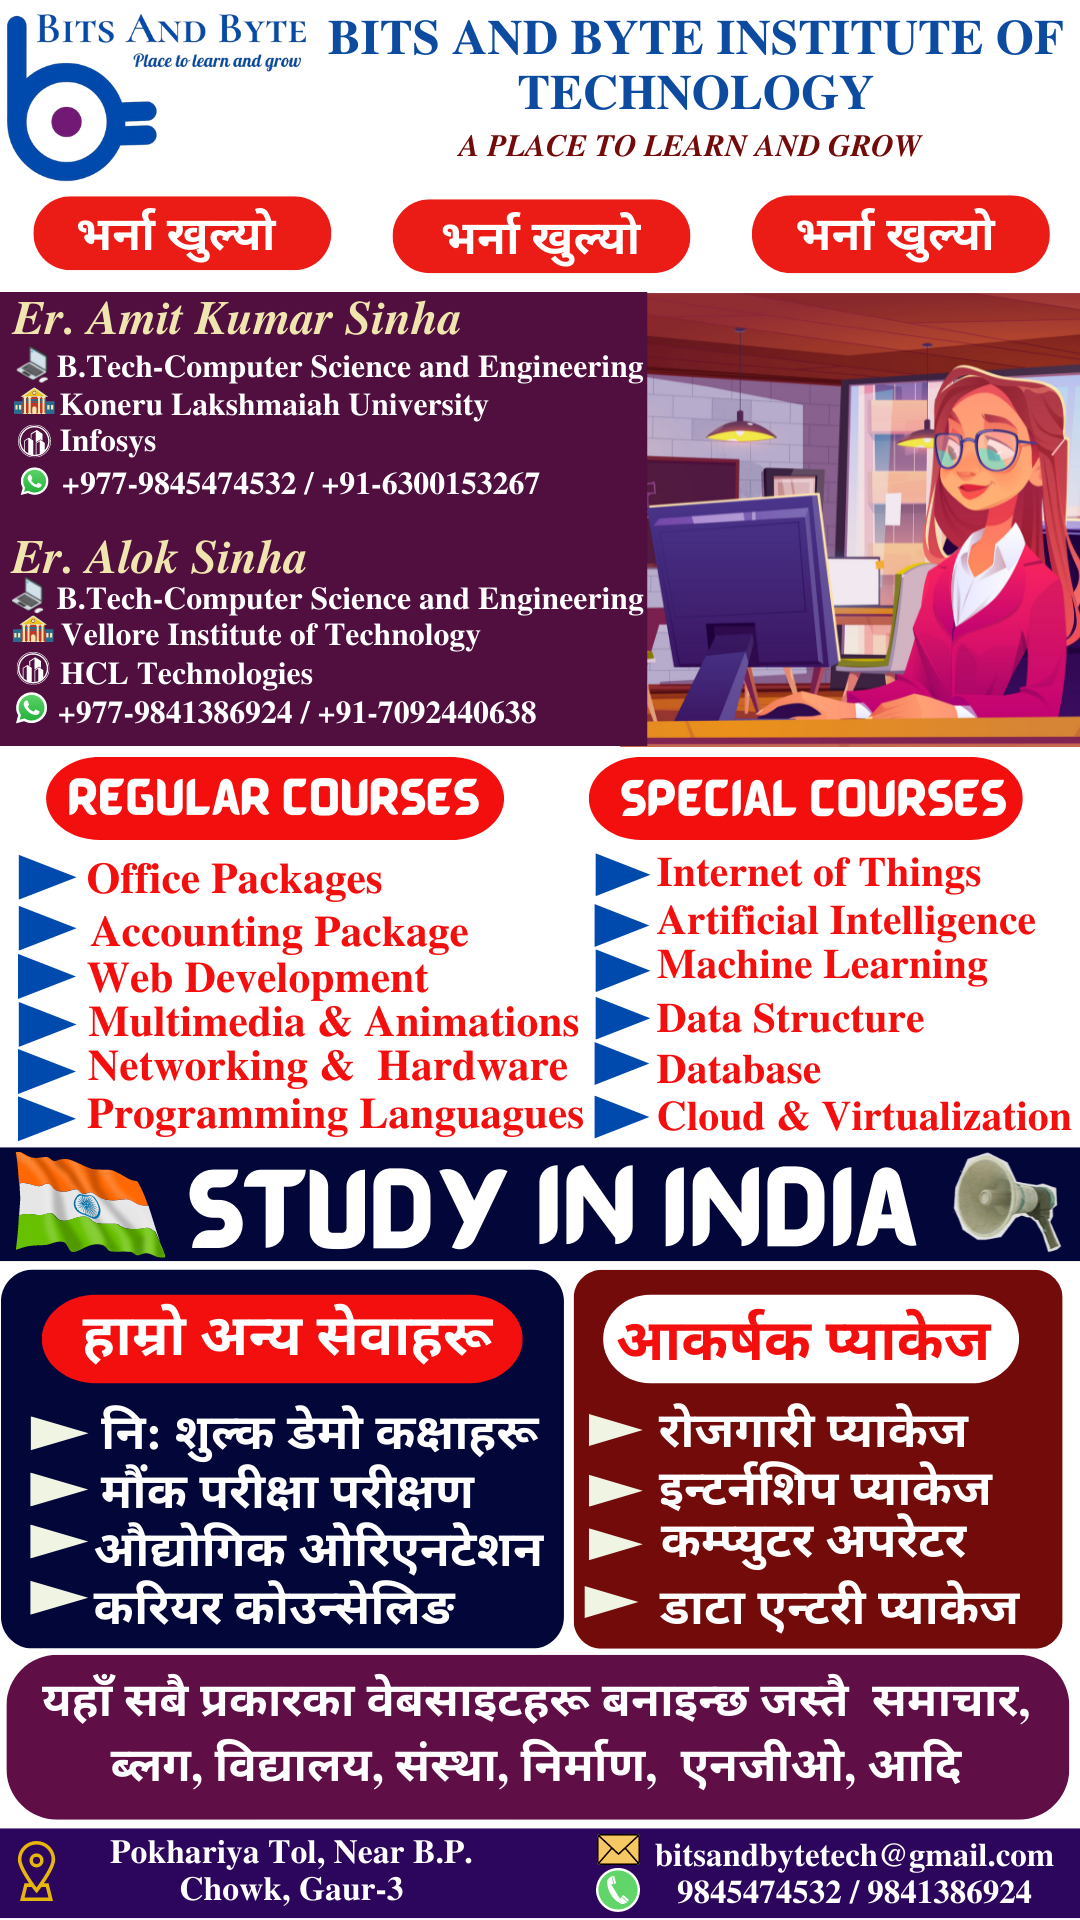 BITS AND BYTE
Place to learn and grow
BITS AND BYTE INSTITUTE OF
TECHNOLOGY
A PLACE TO LEARN AND GROW
भर्ना खुल्यो
भर्ना खुल्यो
भर्ना खुल्यो
Er. Amit Kumar Sinha
B.Tech-Computer Science and Engineering
Koneru Lakshmaiah University
Infosys
+977-9845474532 / +91-6300153267
Er. Alok Sinha
B.Tech-Computer Science and Engineering
Vellore Institute of Technology
HCL Technologies
+977-9841386924 / +91-7092440638
REGULAR COURSES
Office Packages
Accounting Package
Web Development
Multimedia & Animations
Networking & Hardware
Programming Languagues
SPECIAL COURSES
Internet of Things
Artificial Intelligence
Machine Learning
Data Structure
Database
Cloud & Virtualization
STUDY IN INDIA
हाम्रो अन्य सेवाहरू
नि: शुल्क डेमो कक्षाहरू
मौंक परीक्षा परीक्षण
औद्योगिक ओरिएनटेशन
करियर कोउन्सेलिङ
आकर्षक प्याकेज
रोजगारी प्याकेज
इन्टर्नशिप प्याकेज
कम्प्युटर अपरेटर
डाटा एन्टरी प्याकेज
यहाँ सबै प्रकारका वेबसाइटहरू बनाइन्छ जस्तै समाचार,
ब्लग, विद्यालय, संस्था, निर्माण, एनजीओ, आदि
Pokhariya Tol, Near B.P.
Chowk, Gaur-3
bitsandbytetech@gmail.com
9845474532 / 9841386924